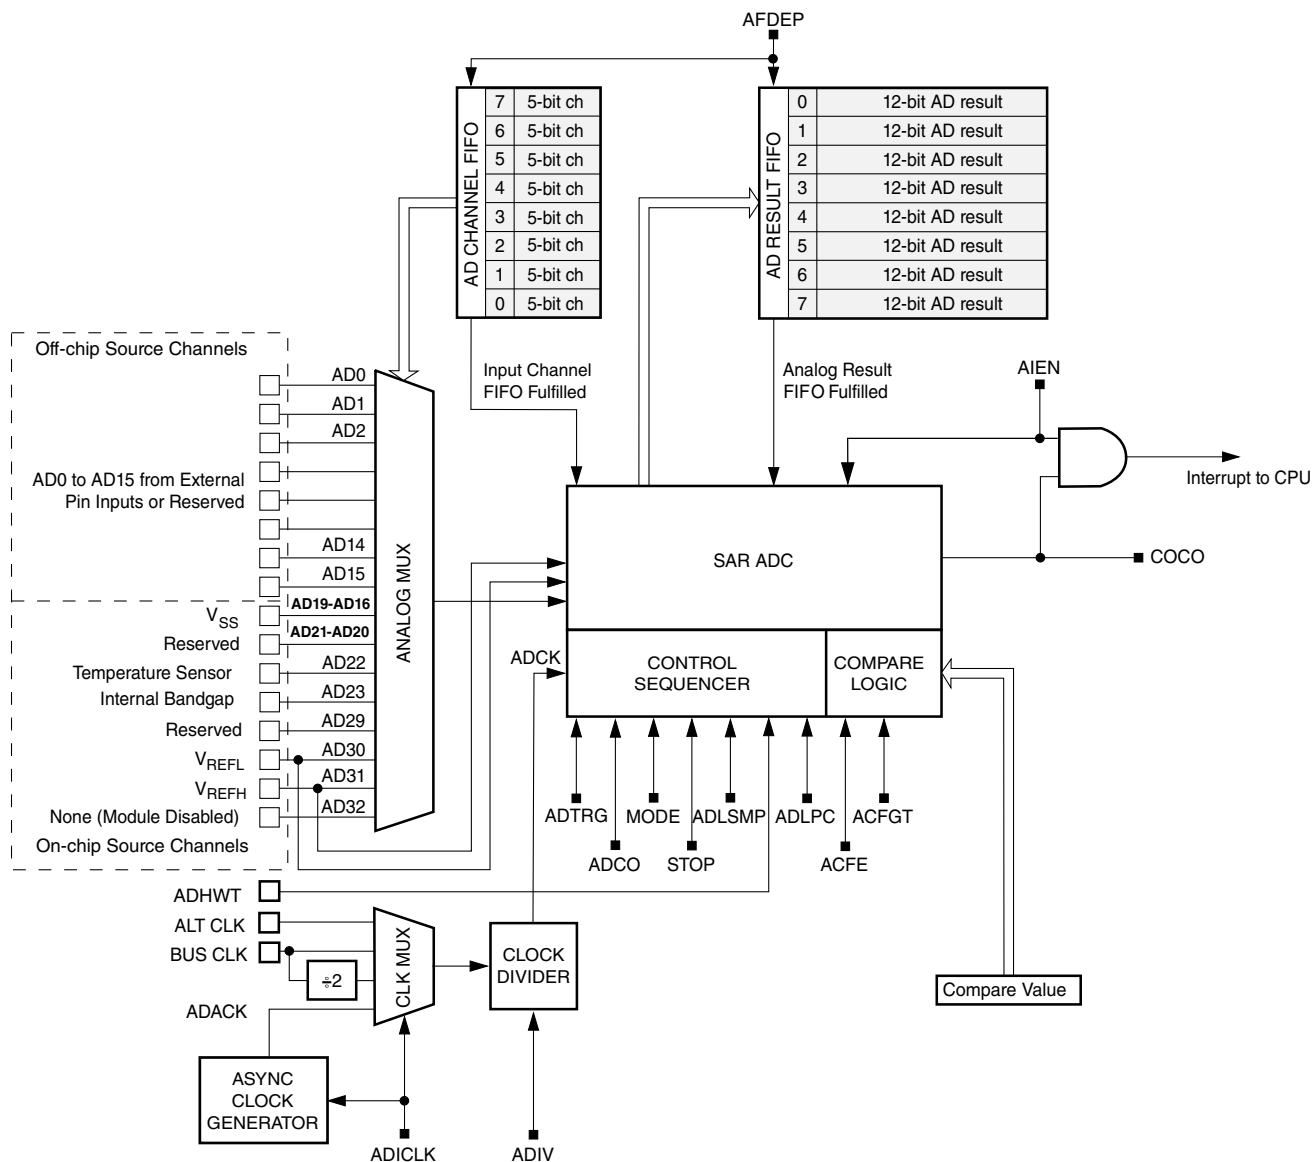 AFDEP
AD CHANNEL FIFO
7 5-bit ch
6 5-bit ch
5 5-bit ch
4 5-bit ch
3 5-bit ch
2 5-bit ch
1 5-bit ch
0 5-bit ch
AD RESULT FIFO
0 12-bit AD result
1 12-bit AD result
2 12-bit AD result
3 12-bit AD result
4 12-bit AD result
5 12-bit AD result
6 12-bit AD result
7 12-bit AD result
Off-chip Source Channels
Input Channel
FIFO Fulfilled
Analog Result
FIFO Fulfilled
AIEN
AD0
AD1
AD2
AD0 to AD15 from External
Pin Inputs or Reserved
Interrupt to CPU
AD14
AD15
ANALOG MUX
SAR ADC
COCO
VSS
AD19-AD16
Reserved
AD21-AD20
Temperature Sensor
AD22
Internal Bandgap
AD23
Reserved
AD29
VREFL
AD30
VREFH
AD31
None (Module Disabled)
AD32
On-chip Source Channels
ADCK
CONTROL
SEQUENCER
COMPARE
LOGIC
ADTRG
MODE
ADLSMP
ADLPC
ACFGT
ADCO
STOP
ACFE
ADHWT
ALT CLK
BUS CLK
÷2
ADACK
CLK MUX
CLOCK
DIVIDER
Compare Value
ASYNC
CLOCK
GENERATOR
ADICLK
ADIV